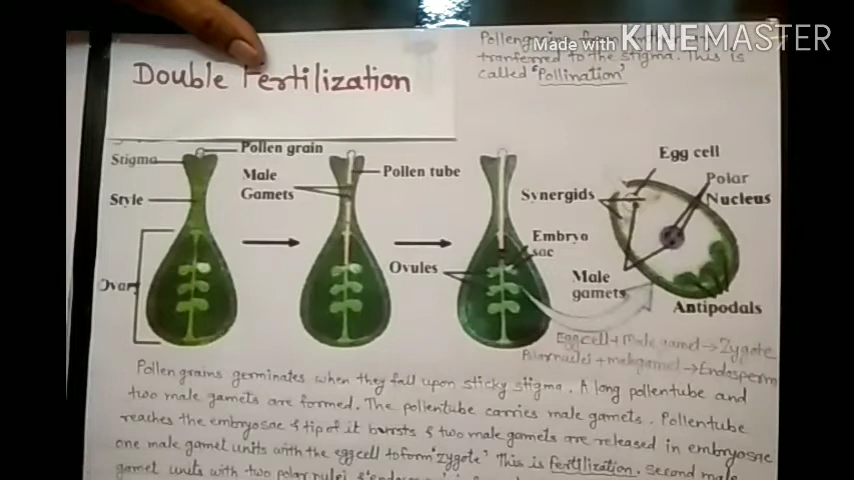 Pollengrains from
Made with KINEMASTER
tranferred to the stigma. This is
called 'Pollination'
Double Fertilization
Pollen grain
Stigma
Style
Ovary
Male
Gamets
Pollen tube
Ovules
Embryo
sac
Egg cell
Polar
Nucleus
Synergids
Male
gamets
Antipodals
Eggcell + Male gamet → Zygote
Polar nuclei + malegamet → Endosperm
Pollengrains germinates when they fall upon sticky stigma. A long pollentube and
two male gamets are formed. The pollentube carries male gamets. Pollentube
reaches the embryosac & tip of it bursts & two male gamets are released in embryosac
one male gamet units with the eggcell to form 'zygote' This is fertilization. Second male
gamet units with two polar nulei